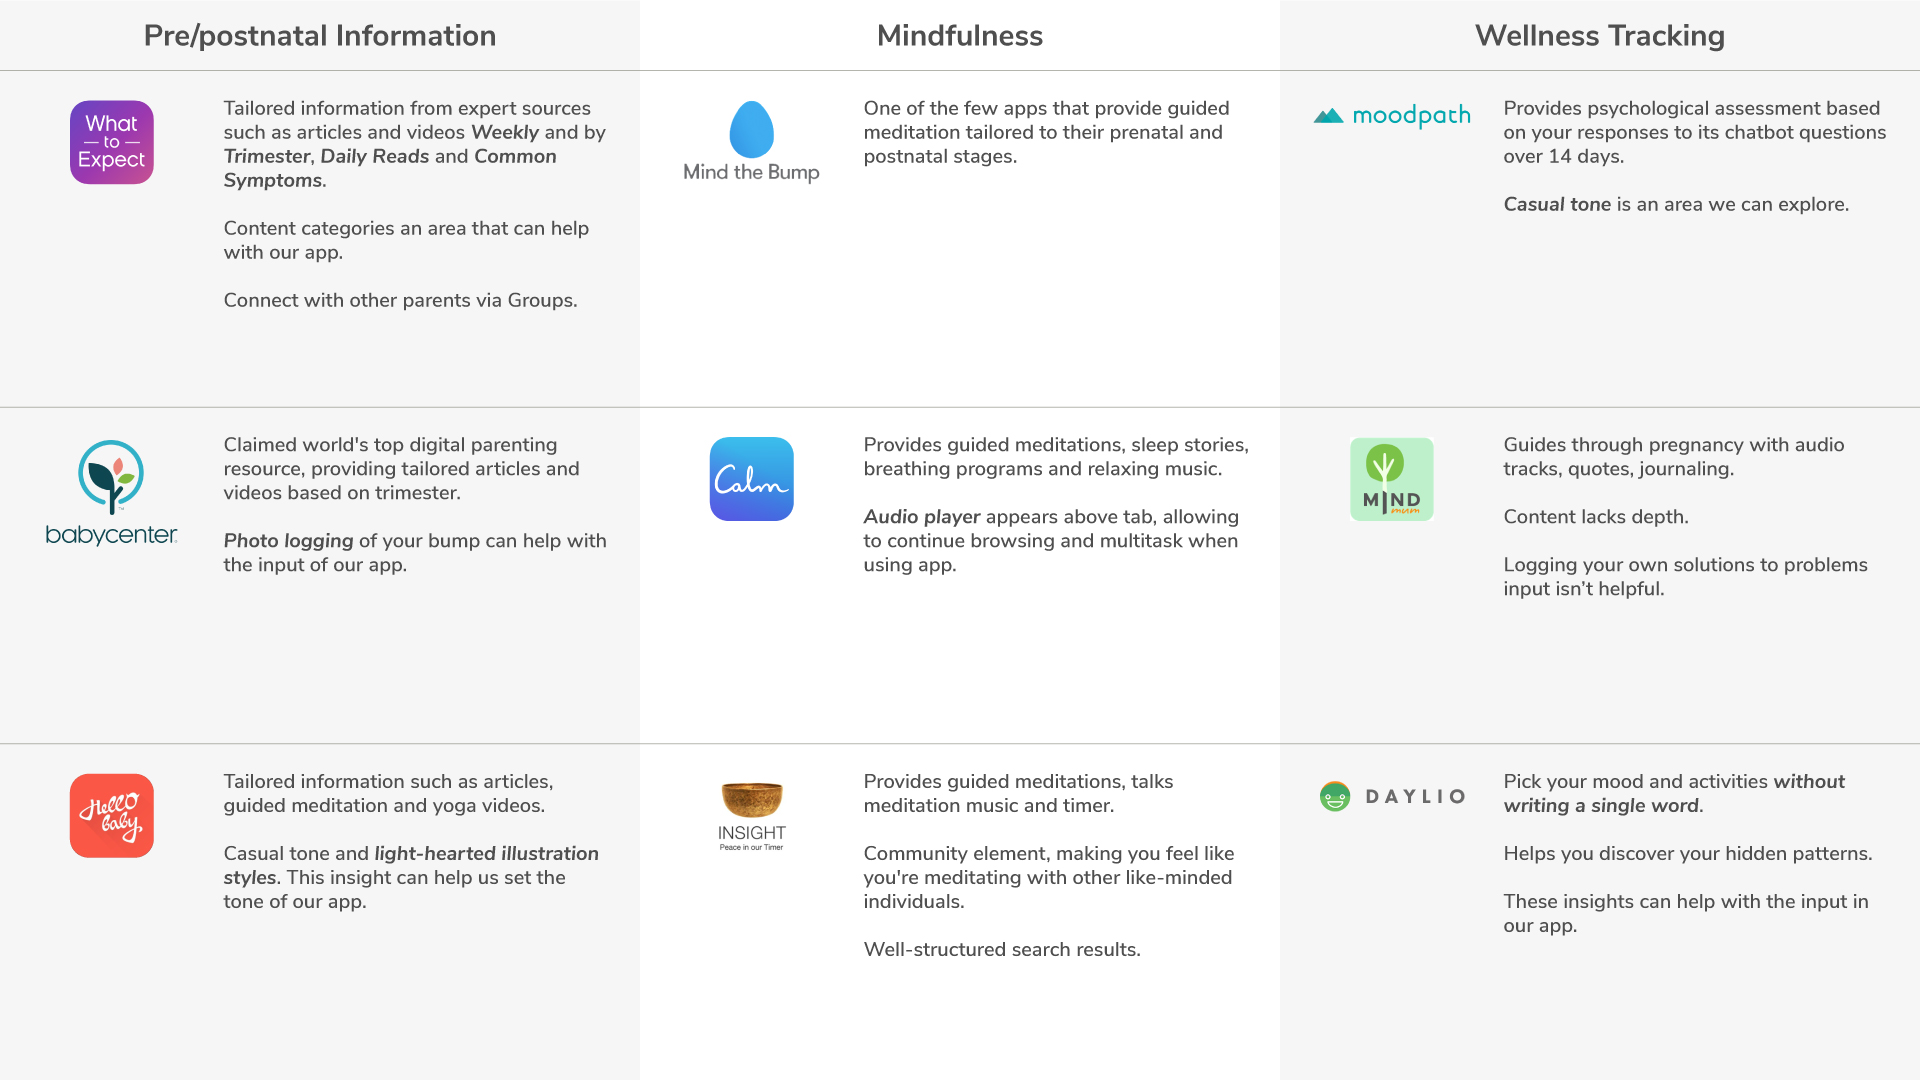 Pre/postnatal Information
Mindfulness
Wellness Tracking
What
to
Expect
Tailored information from expert sources
such as articles and videos Weekly and by
Trimester, Daily Reads and Common
Symptoms.
Content categories an area that can help
with our app.
Connect with other parents via Groups.
Mind the Bump
One of the few apps that provide guided
meditation tailored to their prenatal and
postnatal stages.
moodpath
Provides psychological assessment based
on your responses to its chatbot questions
over 14 days.
Casual tone is an area we can explore.
babycenter
Claimed world's top digital parenting
resource, providing tailored articles and
videos based on trimester.
Photo logging of your bump can help with
the input of our app.
Calm
Provides guided meditations, sleep stories,
breathing programs and relaxing music.
Audio player appears above tab, allowing
to continue browsing and multitask when
using app.
MIND
mum
Guides through pregnancy with audio
tracks, quotes, journaling.
Content lacks depth.
Logging your own solutions to problems
input isn’t helpful.
Hello
baby
Tailored information such as articles,
guided meditation and yoga videos.
Casual tone and light-hearted illustration
styles. This insight can help us set the
tone of our app.
INSIGHT
Peace in our Timer
Provides guided meditations, talks
meditation music and timer.
Community element, making you feel like
you're meditating with other like-minded
individuals.
Well-structured search results.
DAYLIO
Pick your mood and activities without
writing a single word.
Helps you discover your hidden patterns.
These insights can help with the input in
our app.